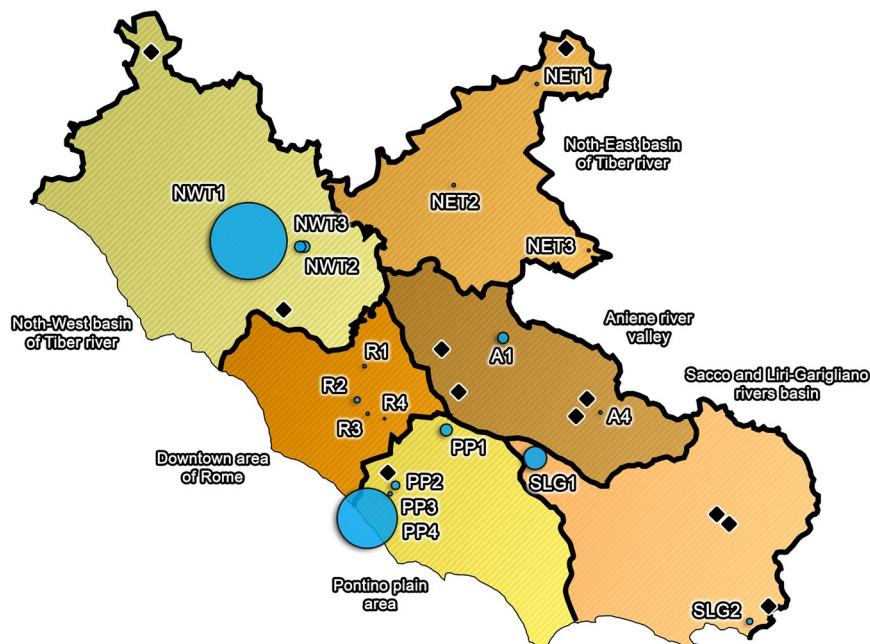 NET1
Noth-East basin
of Tiber river
NWT1
NET2
NWT3
NET3
NWT2
Noth-West basin
of Tiber river
Aniene river
valley
R1
A1
Sacco and Liri-Garigliano
rivers basin
R2
R4
R3
A4
PP1
Downtown area
of Rome
SLG1
PP2
PP3
PP4
Pontino plain
area
SLG2